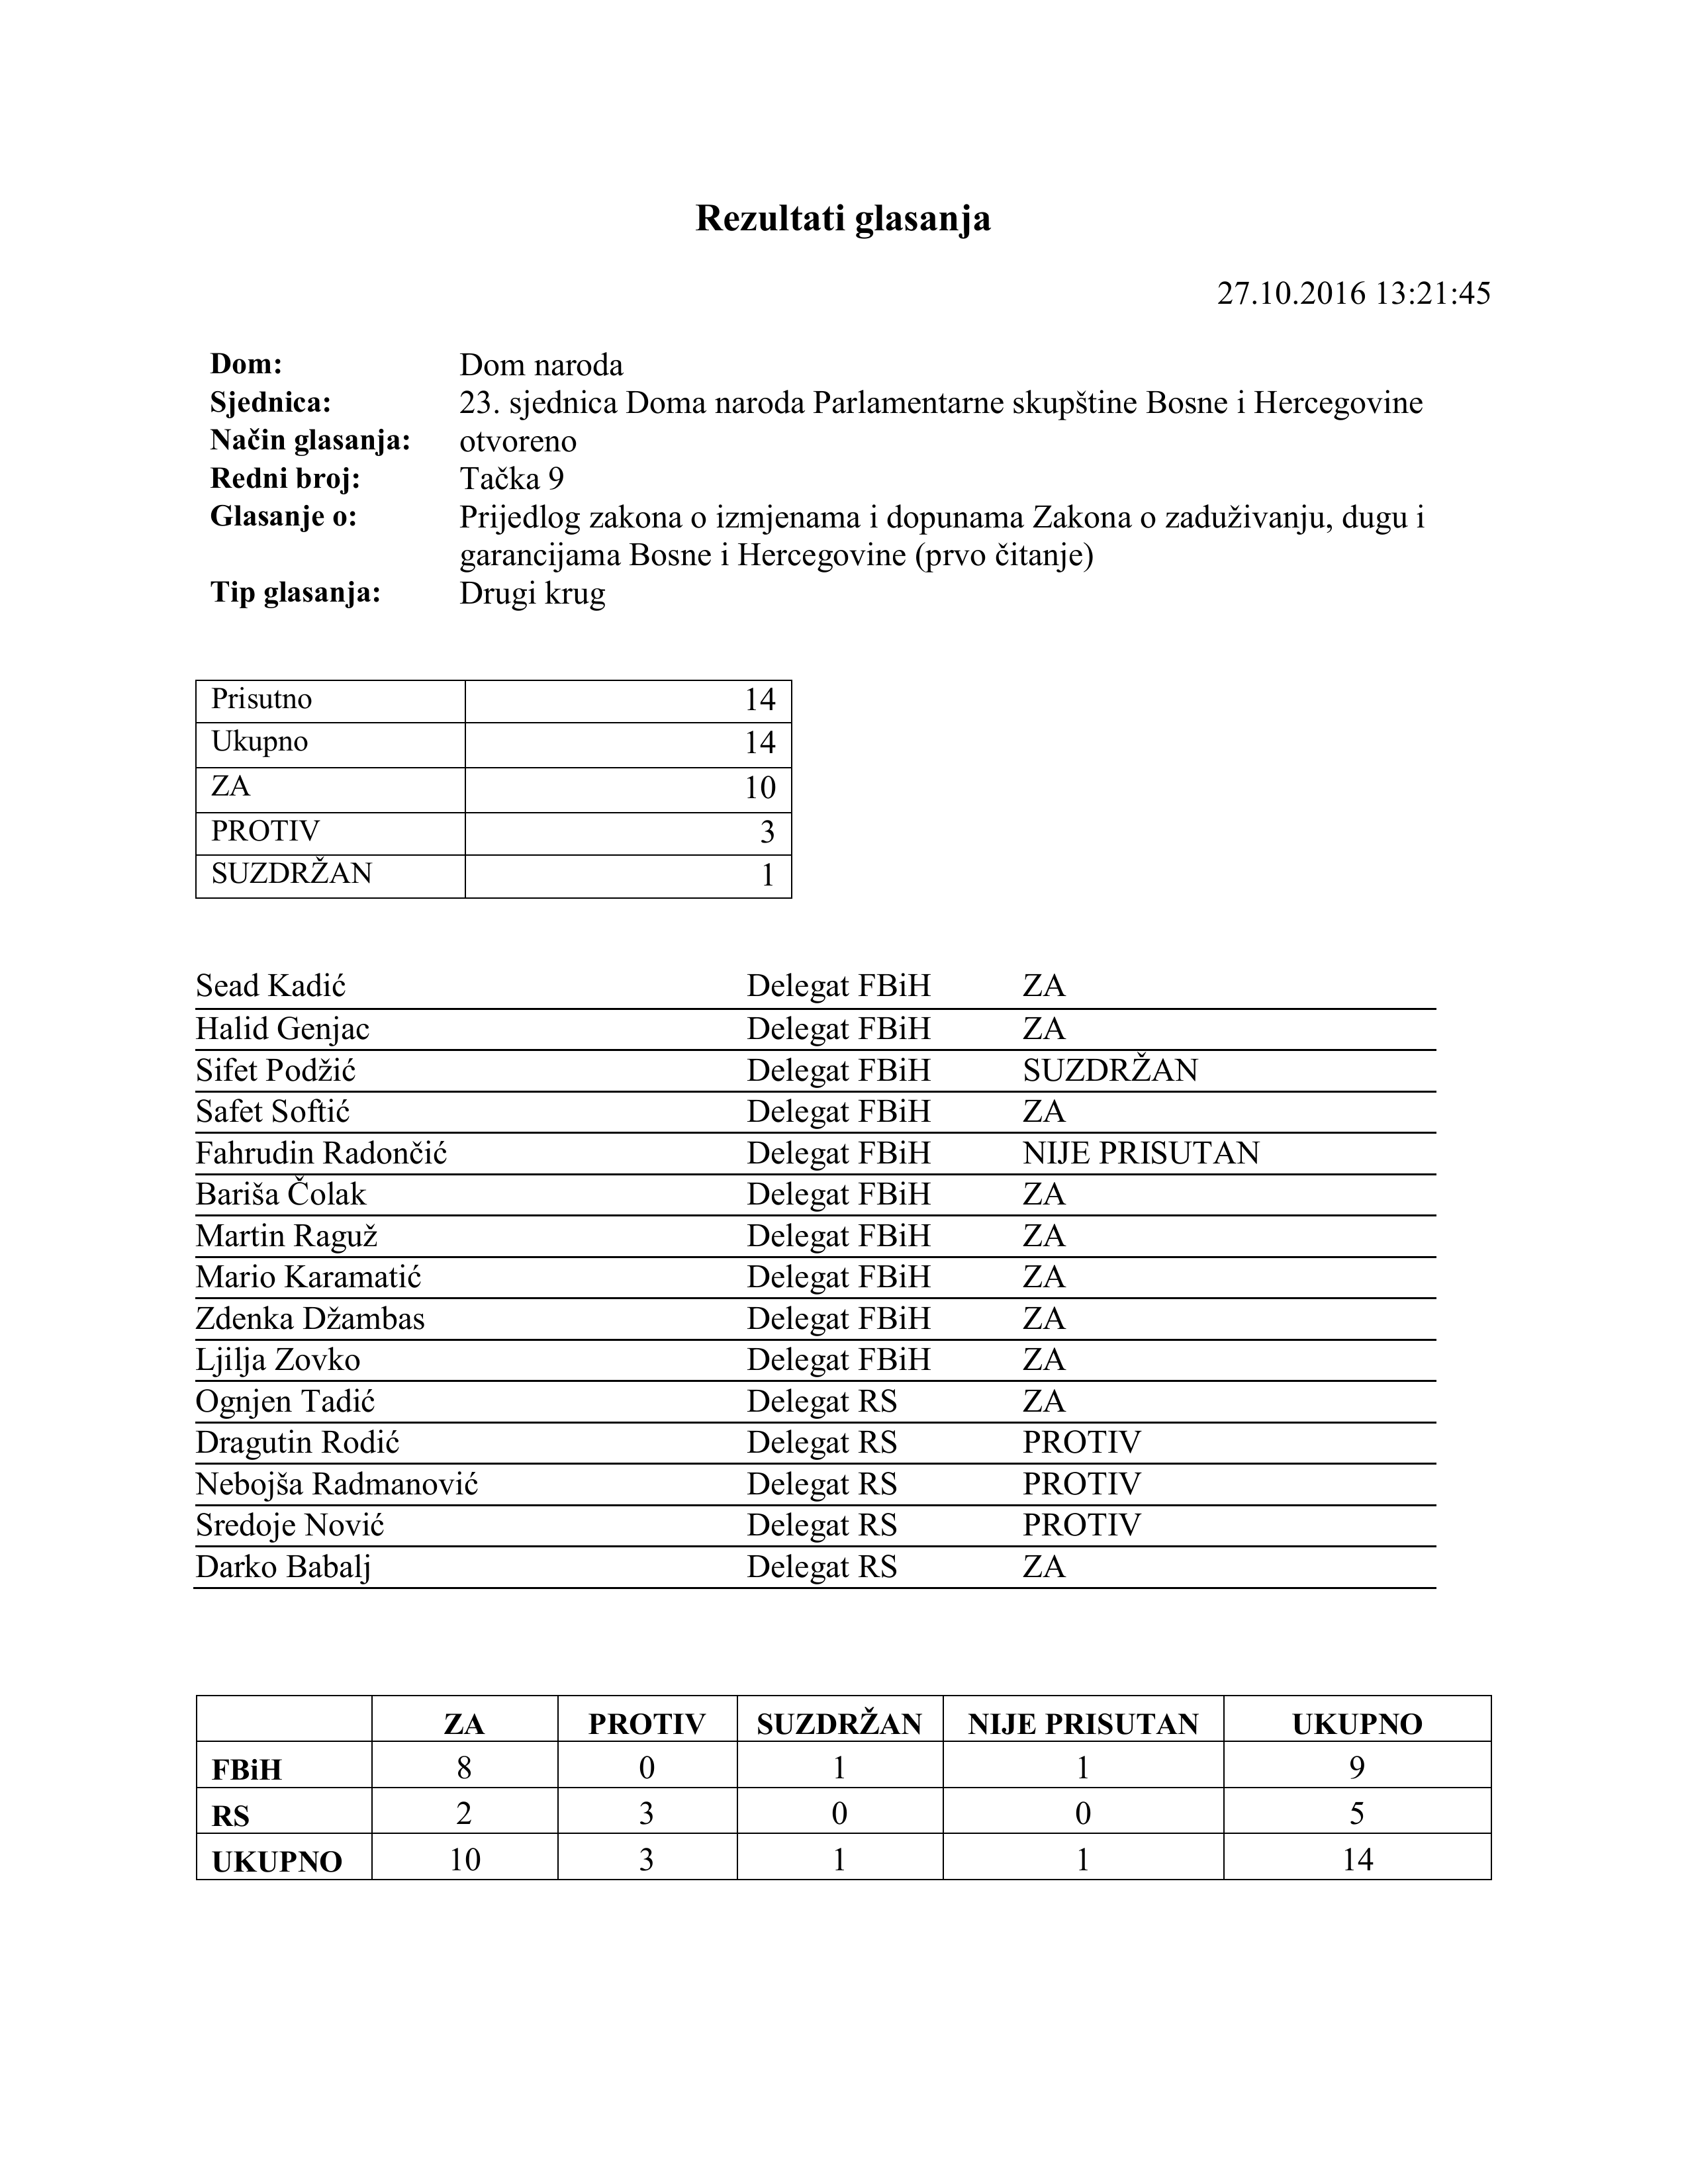 Rezultati glasanja
27.10.2016 13:21:45
Dom: Dom naroda
Sjednica: 23. sjednica Doma naroda Parlamentarne skupštine Bosne i Hercegovine
Način glasanja: otvoreno
Redni broj: Tačka 9
Glasanje o: Prijedlog zakona o izmjenama i dopunama Zakona o zaduživanju, dugu i
garancijama Bosne i Hercegovine (prvo čitanje)
Tip glasanja: Drugi krug
Prisutno 14
Ukupno 14
ZA 10
PROTIV 3
SUZDRŽAN 1
Sead Kadić Delegat FBiH ZA
Halid Genjac Delegat FBiH ZA
Sifet Podžić Delegat FBiH SUZDRŽAN
Safet Softić Delegat FBiH ZA
Fahrudin Radončić Delegat FBiH NIJE PRISUTAN
Bariša Čolak Delegat FBiH ZA
Martin Raguž Delegat FBiH ZA
Mario Karamatić Delegat FBiH ZA
Zdenka Džambas Delegat FBiH ZA
Ljilja Zovko Delegat FBiH ZA
Ognjen Tadić Delegat RS ZA
Dragutin Rodić Delegat RS PROTIV
Nebojša Radmanović Delegat RS PROTIV
Sredoje Nović Delegat RS PROTIV
Darko Babalj Delegat RS ZA
ZA PROTIV SUZDRŽAN NIJE PRISUTAN UKUPNO
FBiH 8 0 1 1 9
RS 2 3 0 0 5
UKUPNO 10 3 1 1 14